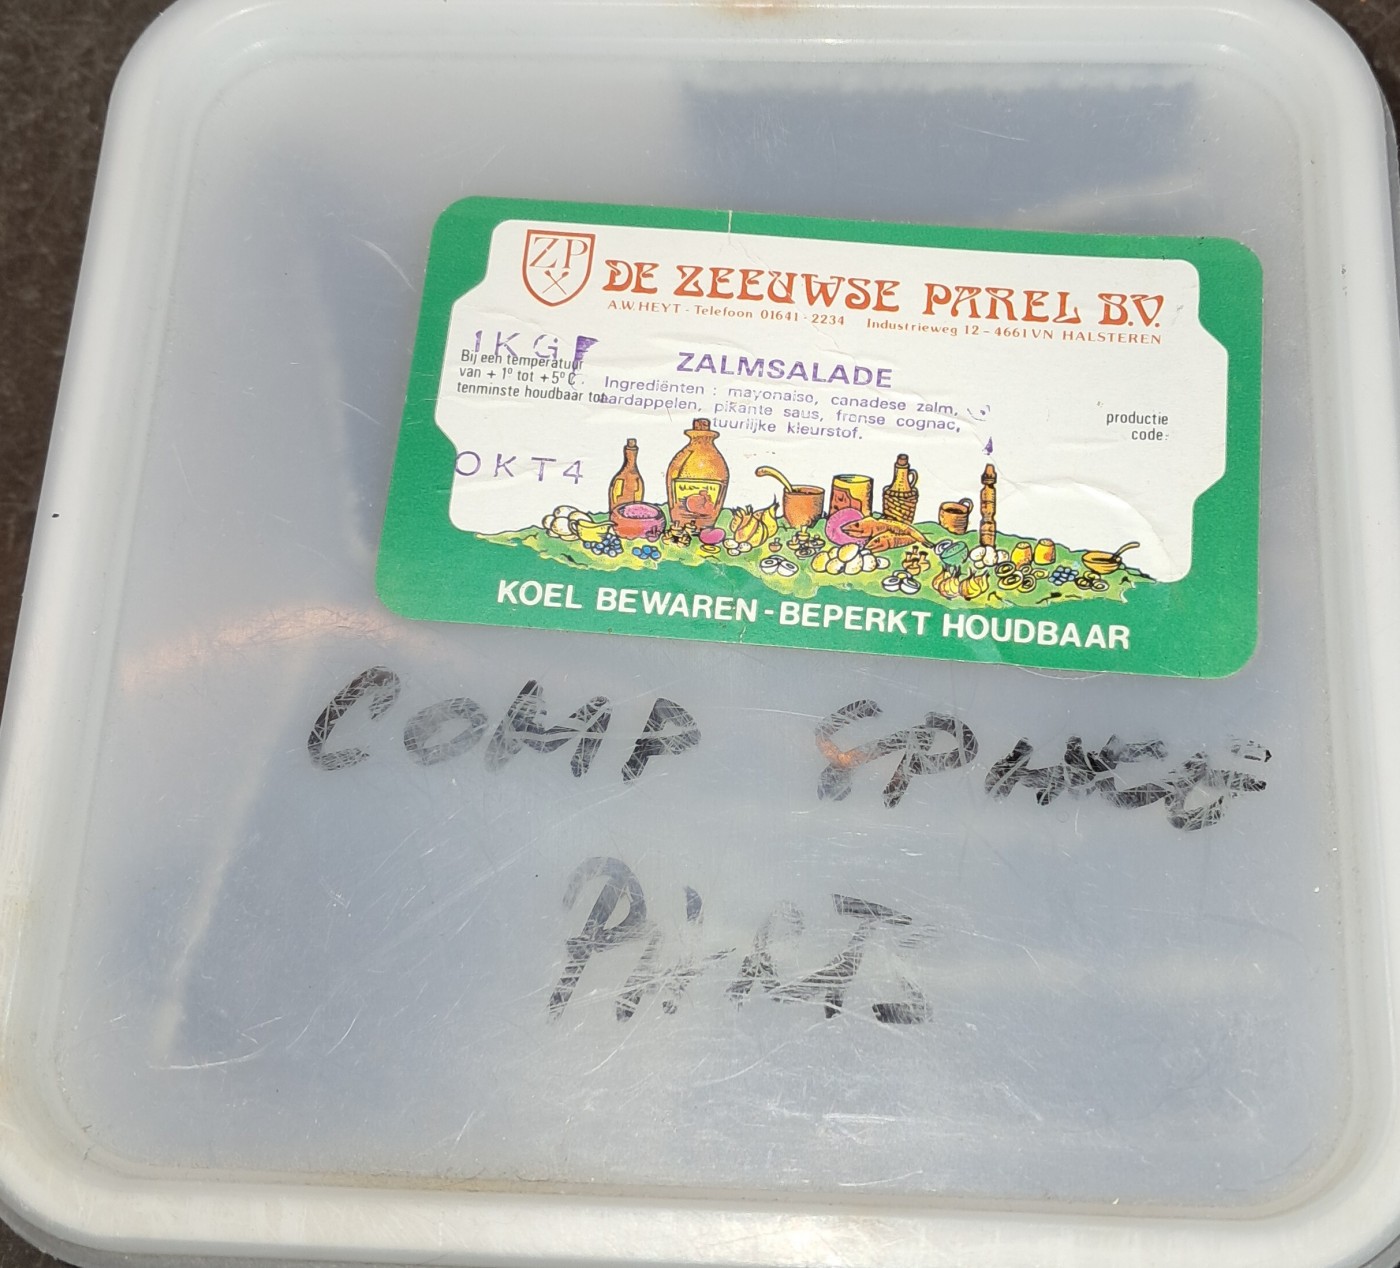 ZP
DE ZEEUWSE PAREL B.V.
A.W. HEYT - Telefoon 01641 - 2234 Industrieweg 12 - 4661 VN HALSTEREN
1KG
Bij een temperatuur
van + 1° tot + 5° C.
tenminste houdbaar tot
OKT4
ZALMSALADE
Ingrediënten : mayonaise, canadese zalm,
aardappelen, pikante saus, franse cognac,
tuurlijke kleurstof.
productie
code:
KOEL BEWAREN - BEPERKT HOUDBAAR
COMP
PARTS